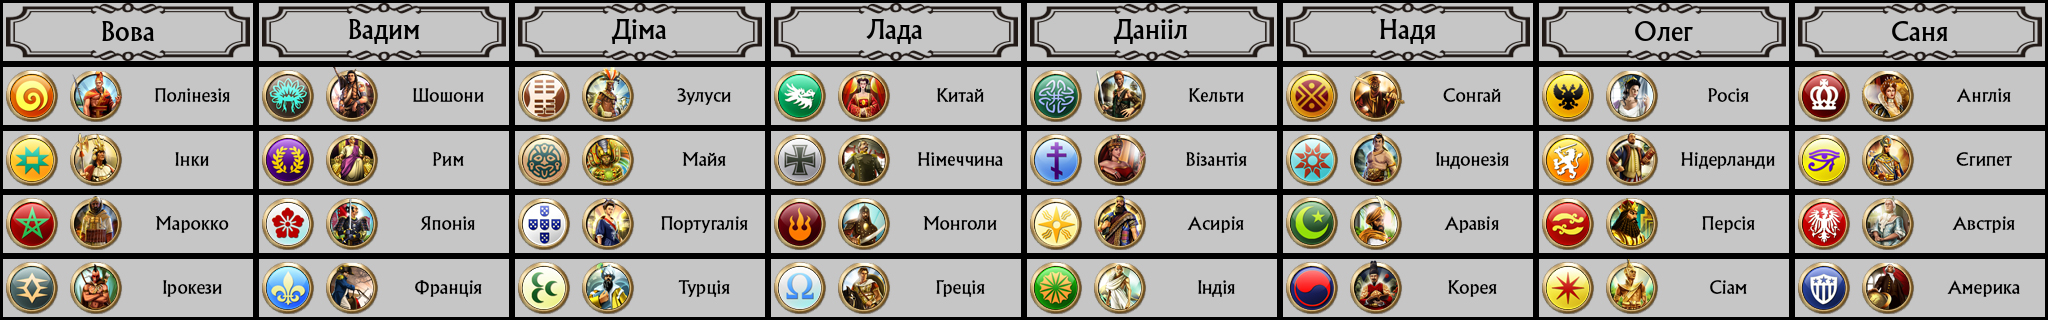 Вова Вадим Діма Лада Данііл Надя Олег Саня
Полінезія Шошони Зулуси Китай Кельти Сонгай Росія Англія
Інки Рим Майя Німеччина Візантія Індонезія Нідерланди Єгипет
Марокко Японія Португалія Монголи Асирія Аравія Персія Австрія
Ірокези Франція Турція Греція Індія Корея Сіам Америка